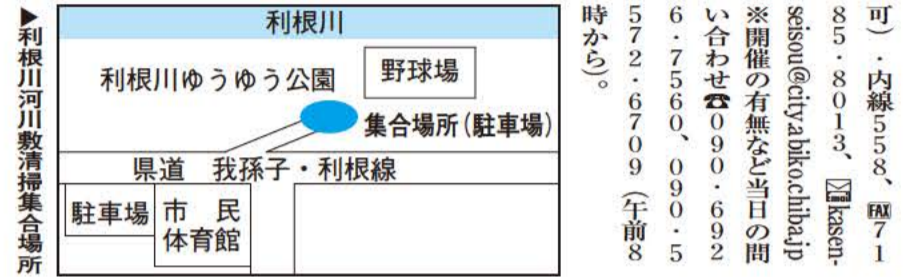 可）・内線558、FAX71
85・8013、Emailkasen-
seisou@city.abiko.chiba.jp
※開催の有無など当日の問
い合わせ☎090・692
6・7560、090・5
572・6709（午前8
時から）。
利根川
利根川ゆうゆう公園
野球場
集合場所（駐車場）
県道　我孫子・利根線
駐車場
市　民
体育館
▶利根川河川敷清掃集合場所